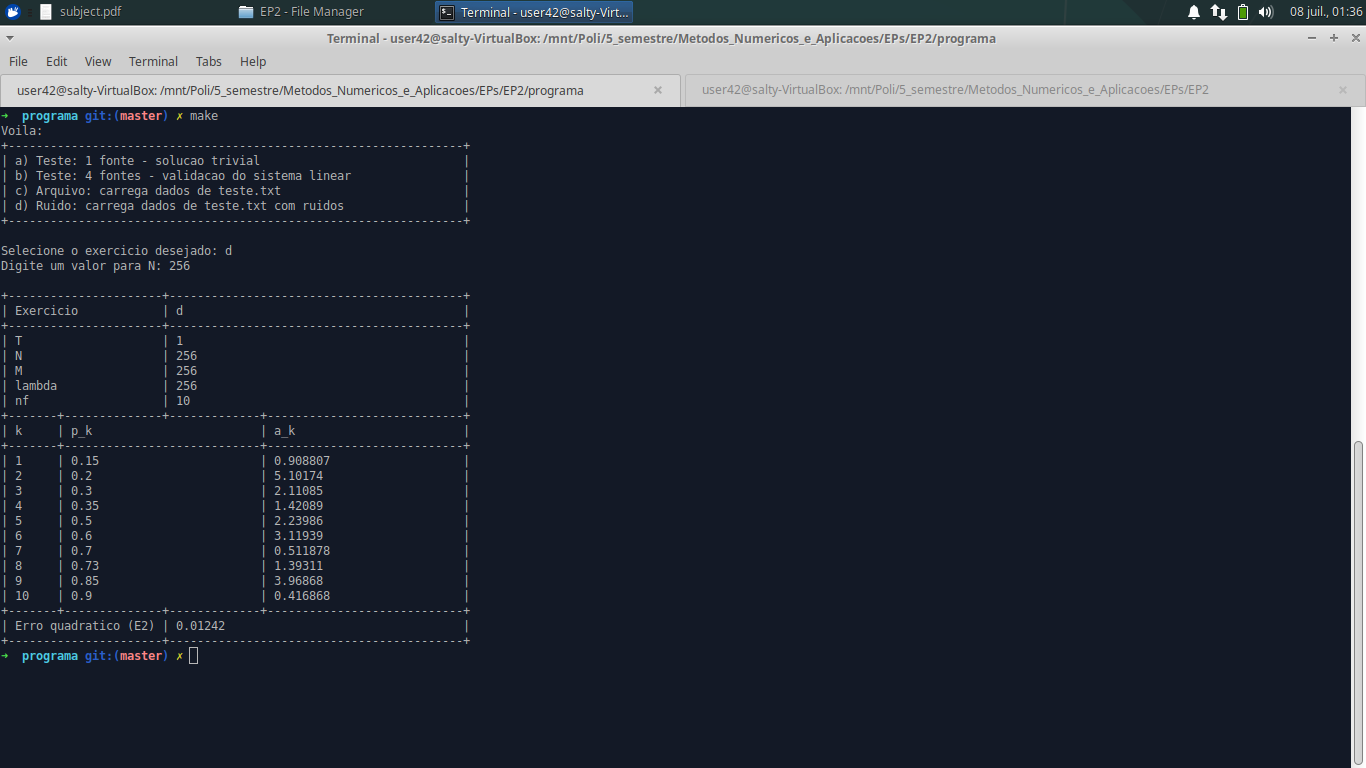 subject.pdf EP2 - File Manager Terminal - user42@salty-Virt... 08 juil., 01:36
Terminal - user42@salty-VirtualBox: /mnt/Poli/5_semestre/Metodos_Numericos_e_Aplicacoes/EPs/EP2/programa
File Edit View Terminal Tabs Help
user42@salty-VirtualBox: /mnt/Poli/5_semestre/Metodos_Numericos_e_Aplicacoes/EPs/EP2/programa user42@salty-VirtualBox: /mnt/Poli/5_semestre/Metodos_Numericos_e_Aplicacoes/EPs/EP2
➜ programa git:(master) ✗ make
Voila:
+-----------------------------------------------------------------+
| a) Teste: 1 fonte - solucao trivial |
| b) Teste: 4 fontes - validacao do sistema linear |
| c) Arquivo: carrega dados de teste.txt |
| d) Ruido: carrega dados de teste.txt com ruidos |
+-----------------------------------------------------------------+
Selecione o exercicio desejado: d
Digite um valor para N: 256
+----------------------+------------------------------------------+
| Exercicio | d |
+----------------------+------------------------------------------+
| T | 1 |
| N | 256 |
| M | 256 |
| lambda | 256 |
| nf | 10 |
+-------+--------------+-------------+----------------------------+
| k | p_k | a_k |
+-------+----------------------------+----------------------------+
| 1 | 0.15 | 0.908807 |
| 2 | 0.2 | 5.10174 |
| 3 | 0.3 | 2.11085 |
| 4 | 0.35 | 1.42089 |
| 5 | 0.5 | 2.23986 |
| 6 | 0.6 | 3.11939 |
| 7 | 0.7 | 0.511878 |
| 8 | 0.73 | 1.39311 |
| 9 | 0.85 | 3.96868 |
| 10 | 0.9 | 0.416868 |
+-------+--------------+-------------+----------------------------+
| Erro quadratico (E2) | 0.01242 |
+----------------------+------------------------------------------+
➜ programa git:(master) ✗